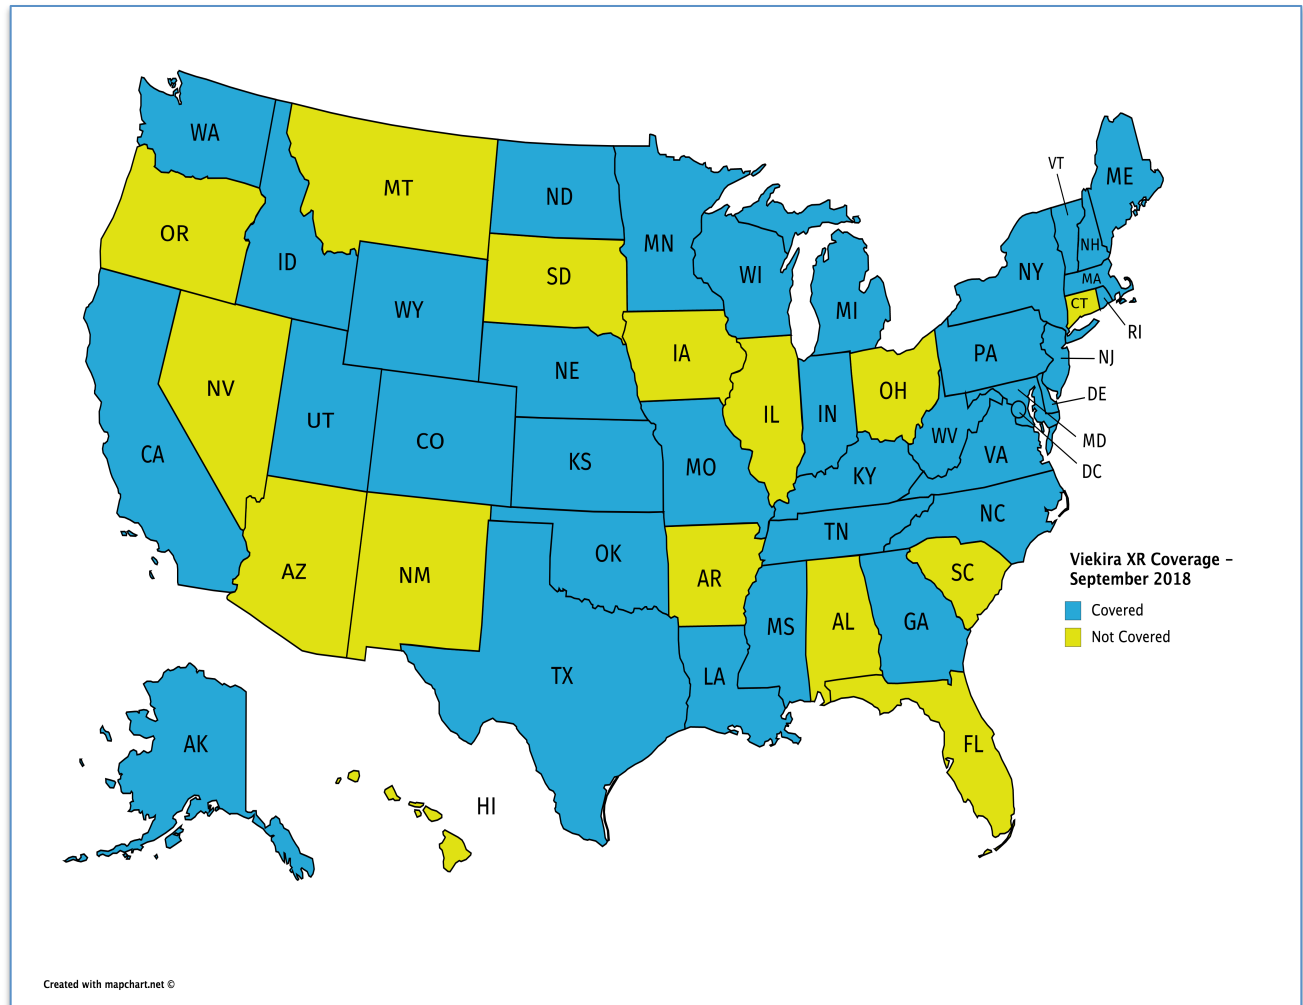 WA
MT
ND
MN
VT
ME
OR
ID
SD
WI
NH
NY
MA
WY
MI
CT
RI
IA
PA
NJ
NV
NE
OH
DE
UT
IL
IN
CO
WV
MD
CA
KS
MO
VA
DC
KY
NC
TN
OK
AZ
NM
AR
SC
Viekira XR Coverage –
September 2018
Covered
Not Covered
MS
AL
GA
TX
LA
AK
FL
HI
Created with mapchart.net ©